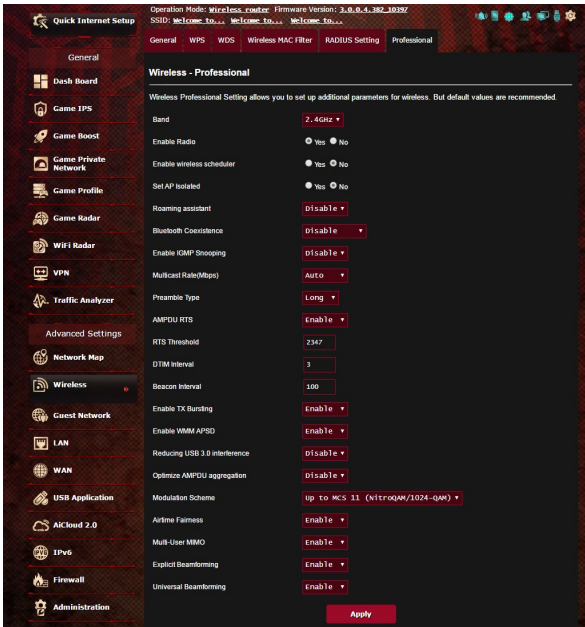 Quick Internet Setup
Operation Mode: Wireless router Firmware Version: 3.0.0.4.382_10397
SSID: Welcome to... Welcome to... Welcome to...
General WPS WDS Wireless MAC Filter RADIUS Setting Professional
General
Dash Board
Game IPS
Game Boost
Game Private
Network
Game Profile
Game Radar
WiFi Radar
VPN
Traffic Analyzer
Advanced Settings
Network Map
Wireless
Guest Network
LAN
WAN
USB Application
AiCloud 2.0
IPv6
Firewall
Administration
Wireless - Professional
Wireless Professional Setting allows you to set up additional parameters for wireless. But default values are recommended.
Band 2.4GHz
Enable Radio Yes No
Enable wireless scheduler Yes No
Set AP Isolated Yes No
Roaming assistant Disable
Bluetooth Coexistence Disable
Enable IGMP Snooping Disable
Multicast Rate(Mbps) Auto
Preamble Type Long
AMPDU RTS Enable
RTS Threshold 2347
DTIM Interval 3
Beacon Interval 100
Enable TX Bursting Enable
Enable WMM APSD Enable
Reducing USB 3.0 interference Disable
Optimize AMPDU aggregation Disable
Modulation Scheme Up to MCS 11 (NitroQAM/1024-QAM)
Airtime Fairness Enable
Multi-User MIMO Enable
Explicit Beamforming Enable
Universal Beamforming Enable
Apply